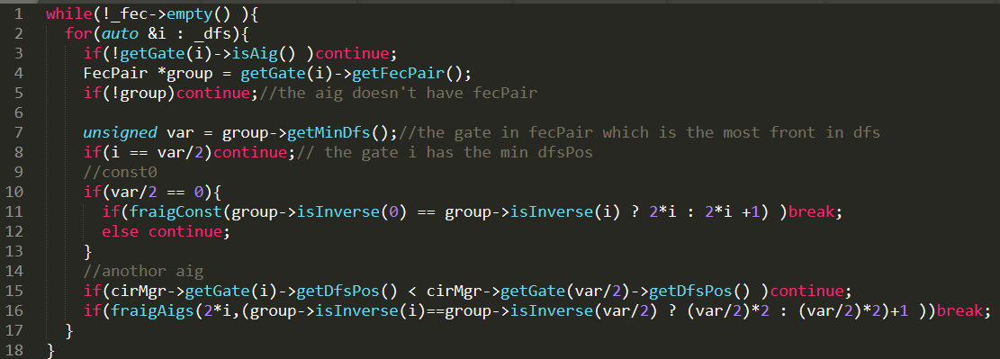 1 while(!_fec->empty() ){
2 for(auto &i : _dfs){
3 if(!getGate(i)->isAig() )continue;
4 FecPair *group = getGate(i)->getFecPair();
5 if(!group)continue;//the aig doesn't have fecPair
6
7 unsigned var = group->getMinDfs();//the gate in fecPair which is the most front in dfs
8 if(i == var/2)continue;// the gate i has the min dfsPos
9 //const0
10 if(var/2 == 0){
11 if(fraigConst(group->isInverse(0) == group->isInverse(i) ? 2*i : 2*i +1) )break;
12 else continue;
13 }
14 //anothor aig
15 if(cirMgr->getGate(i)->getDfsPos() < cirMgr->getGate(var/2)->getDfsPos() )continue;
16 if(fraigAigs(2*i,(group->isInverse(i)==group->isInverse(var/2) ? (var/2)*2 : (var/2)*2)+1 ))break;
17 }
18 }